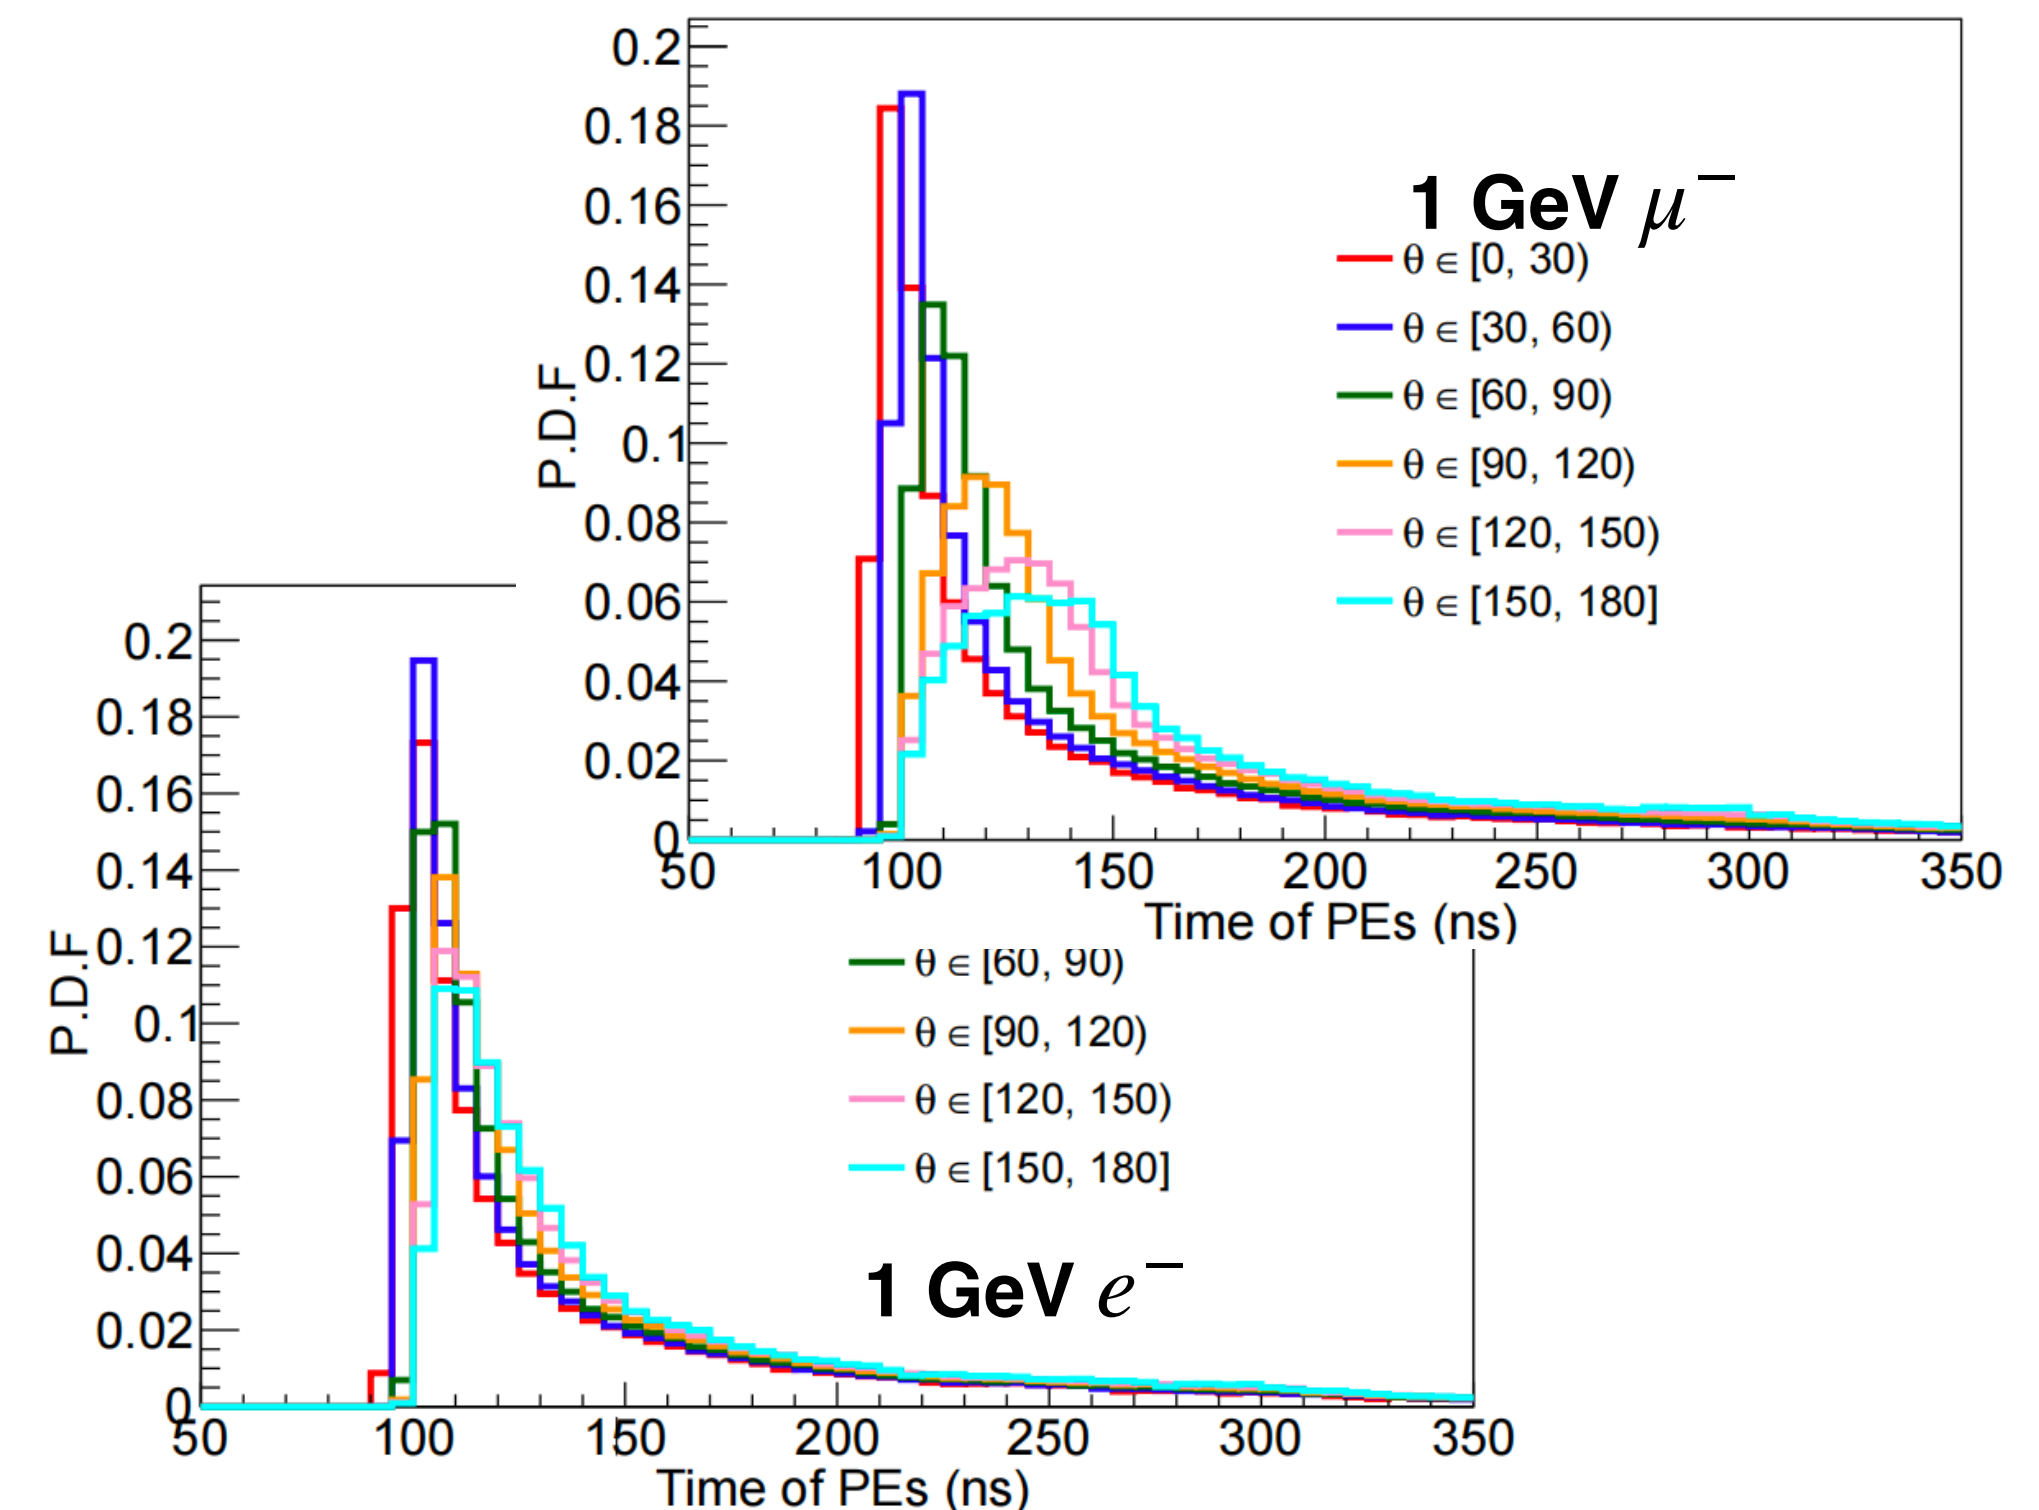 0.2
0.18
0.16
0.14
0.12
0.1
0.08
0.06
0.04
0.02
0
P.D.F
1 GeV μ⁻
θ ∈ [0, 30)
θ ∈ [30, 60)
θ ∈ [60, 90)
θ ∈ [90, 120)
θ ∈ [120, 150)
θ ∈ [150, 180]
50 100 150 200 250 300 350
Time of PEs (ns)
0.2
0.18
0.16
0.14
0.12
0.1
0.08
0.06
0.04
0.02
0
P.D.F
θ ∈ [60, 90)
θ ∈ [90, 120)
θ ∈ [120, 150)
θ ∈ [150, 180]
1 GeV e⁻
50 100 150 200 250 300 350
Time of PEs (ns)